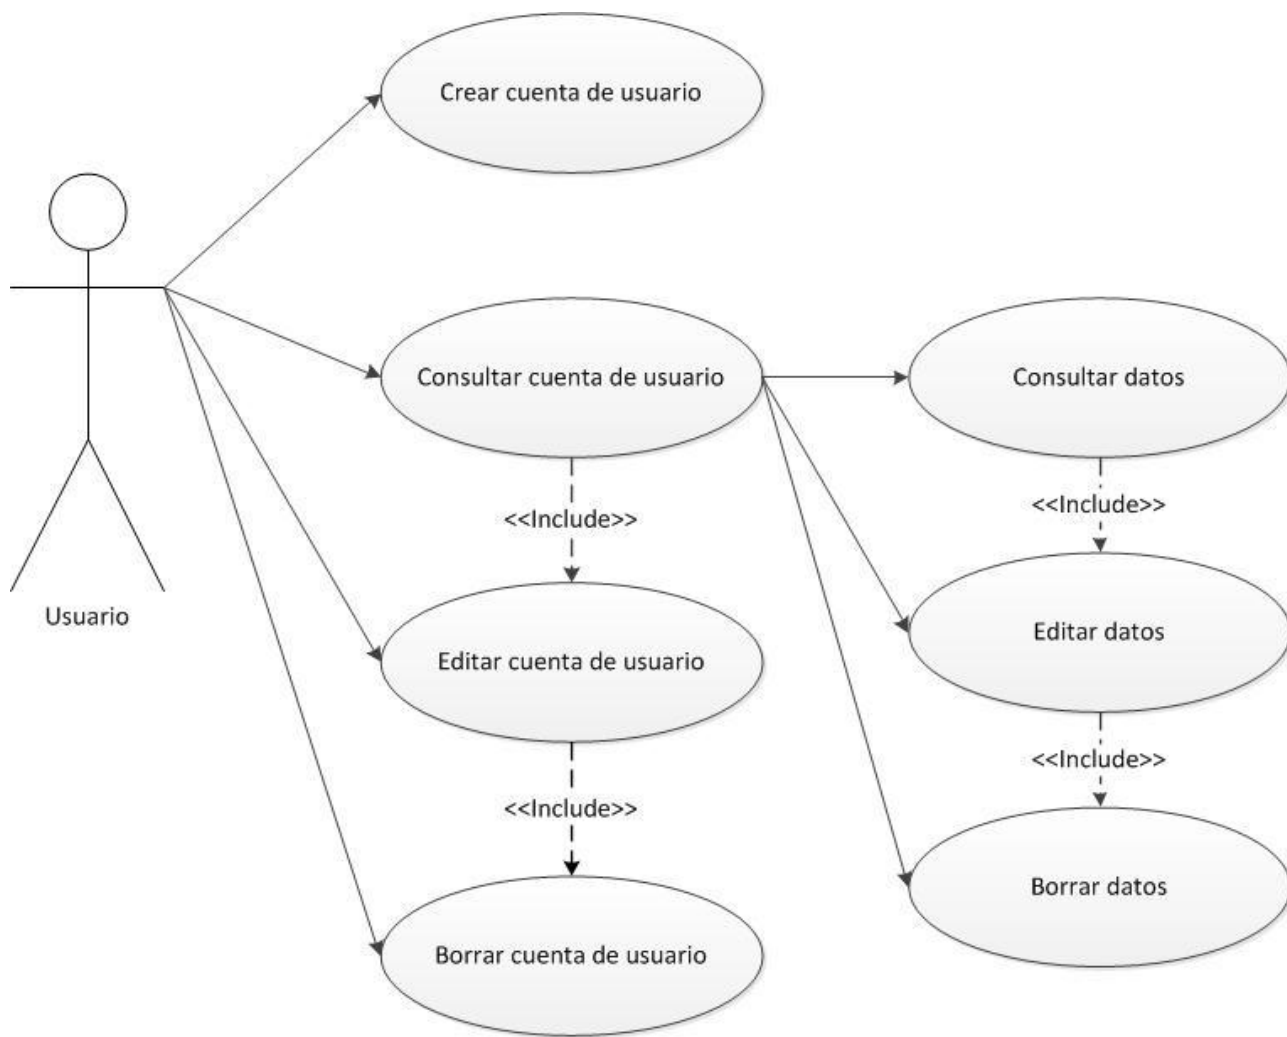 Crear cuenta de usuario
Consultar cuenta de usuario
Consultar datos
<<Include>>
<<Include>>
Usuario
Editar cuenta de usuario
Editar datos
<<Include>>
<<Include>>
Borrar cuenta de usuario
Borrar datos